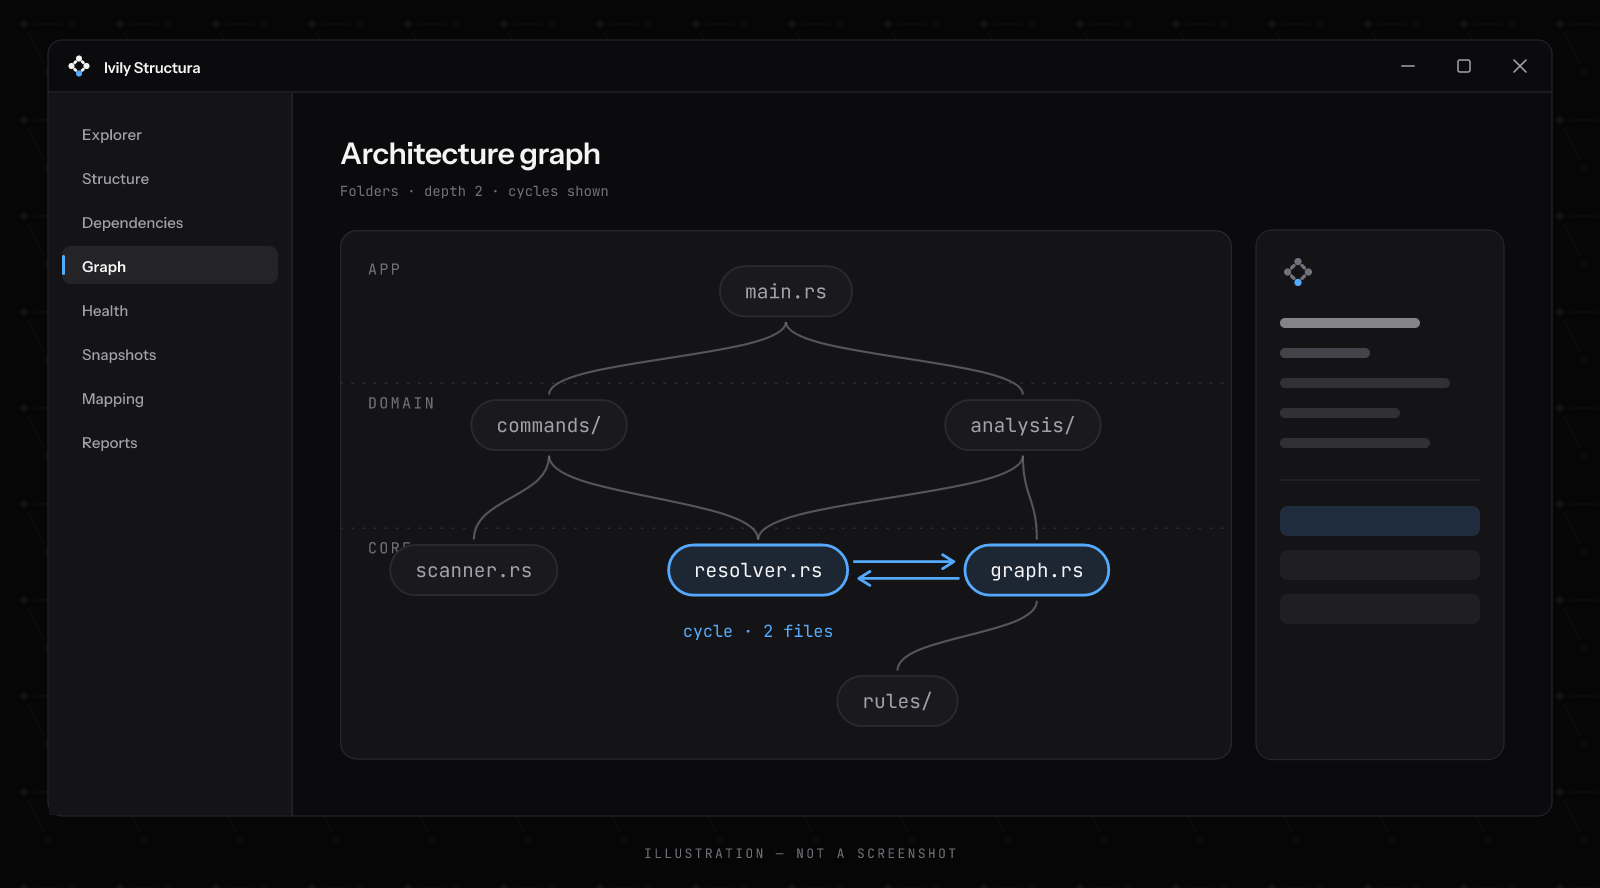 Ivily Structura
Explorer
Structure
Dependencies
Graph
Health
Snapshots
Mapping
Reports
Architecture graph
Folders · depth 2 · cycles shown
APP
main.rs
DOMAIN
commands/
analysis/
CORE
scanner.rs
resolver.rs
graph.rs
cycle · 2 files
rules/
ILLUSTRATION — NOT A SCREENSHOT